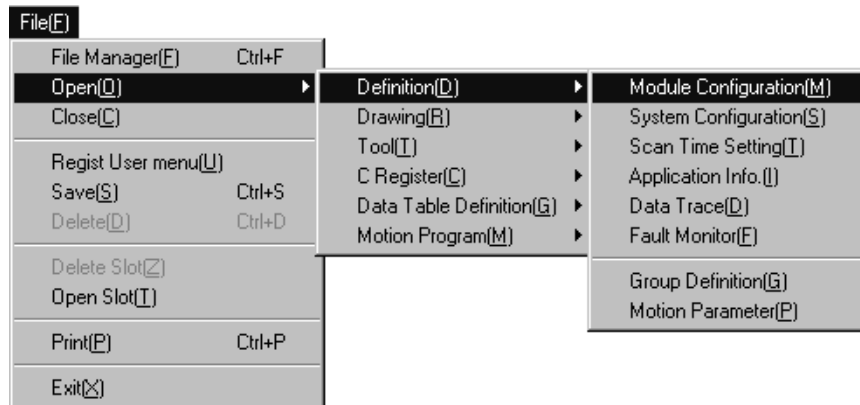 File(F)
File Manager(F) Ctrl+F
Open(O)
Close(C)
Regist User menu(U)
Save(S) Ctrl+S
Delete(D) Ctrl+D
Delete Slot(Z)
Open Slot(T)
Print(P) Ctrl+P
Exit(X)
Definition(D)
Drawing(R)
Tool(T)
C Register(C)
Data Table Definition(G)
Motion Program(M)
Module Configuration(M)
System Configuration(S)
Scan Time Setting(T)
Application Info.(I)
Data Trace(D)
Fault Monitor(F)
Group Definition(G)
Motion Parameter(P)